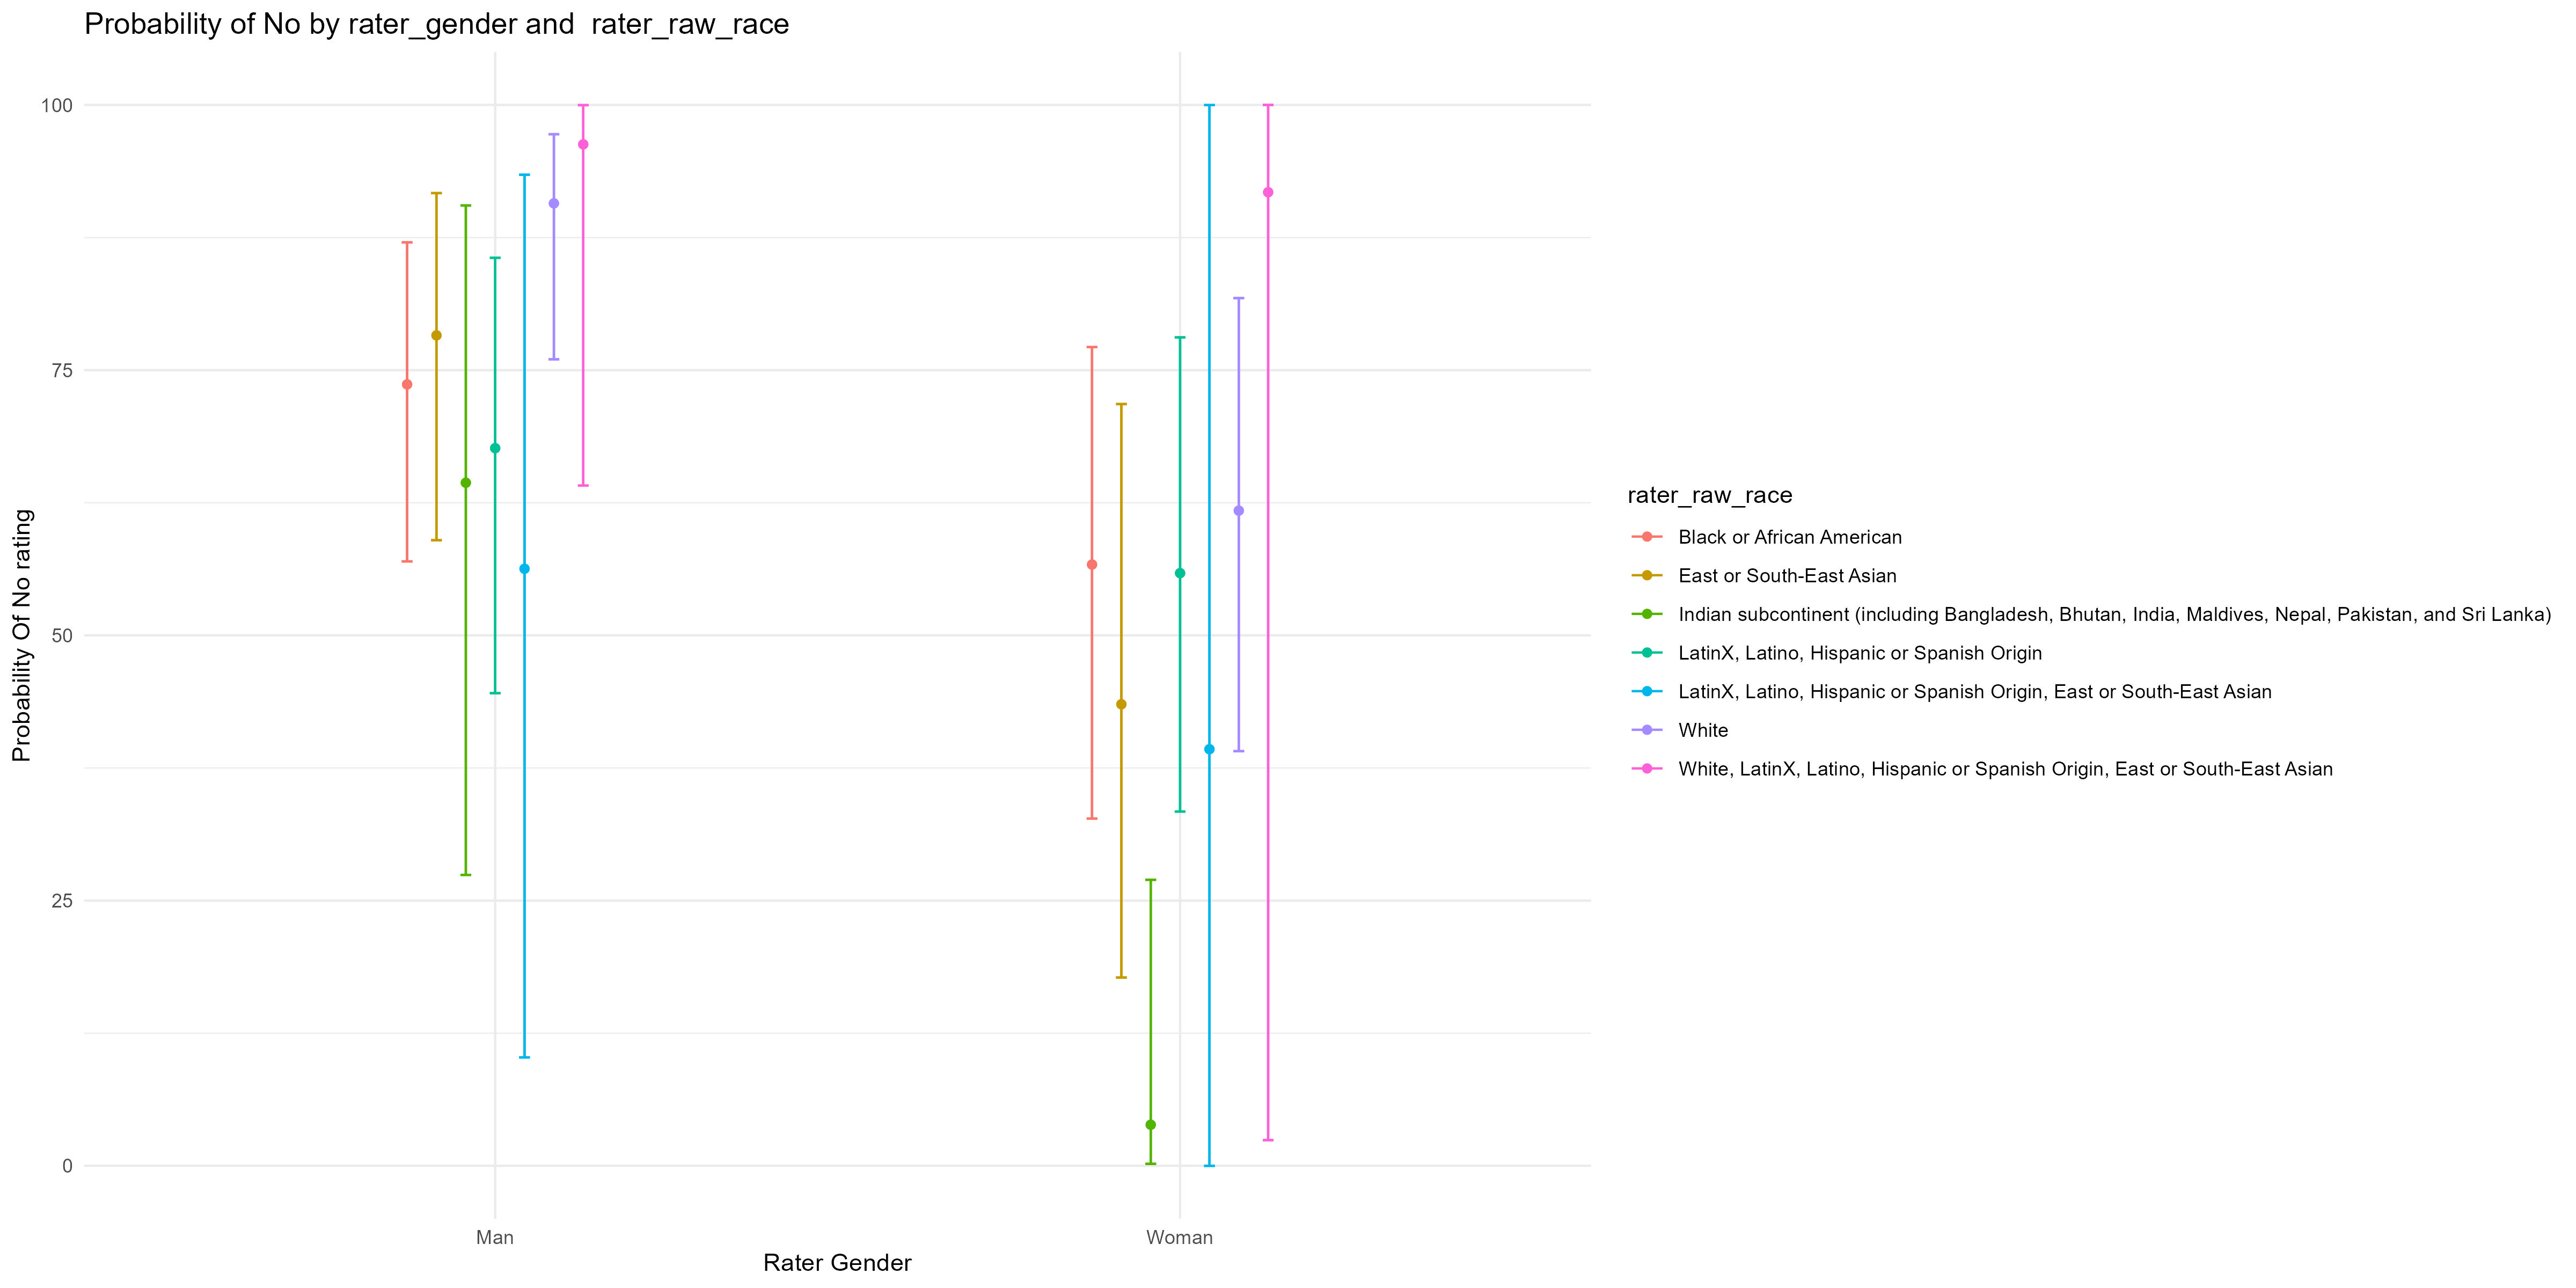 Probability of No by rater_gender and  rater_raw_race
Probability Of No rating
100
75
50
25
0
Man
Woman
Rater Gender
rater_raw_race
Black or African American
East or South-East Asian
Indian subcontinent (including Bangladesh, Bhutan, India, Maldives, Nepal, Pakistan, and Sri Lanka)
LatinX, Latino, Hispanic or Spanish Origin
LatinX, Latino, Hispanic or Spanish Origin, East or South-East Asian
White
White, LatinX, Latino, Hispanic or Spanish Origin, East or South-East Asian